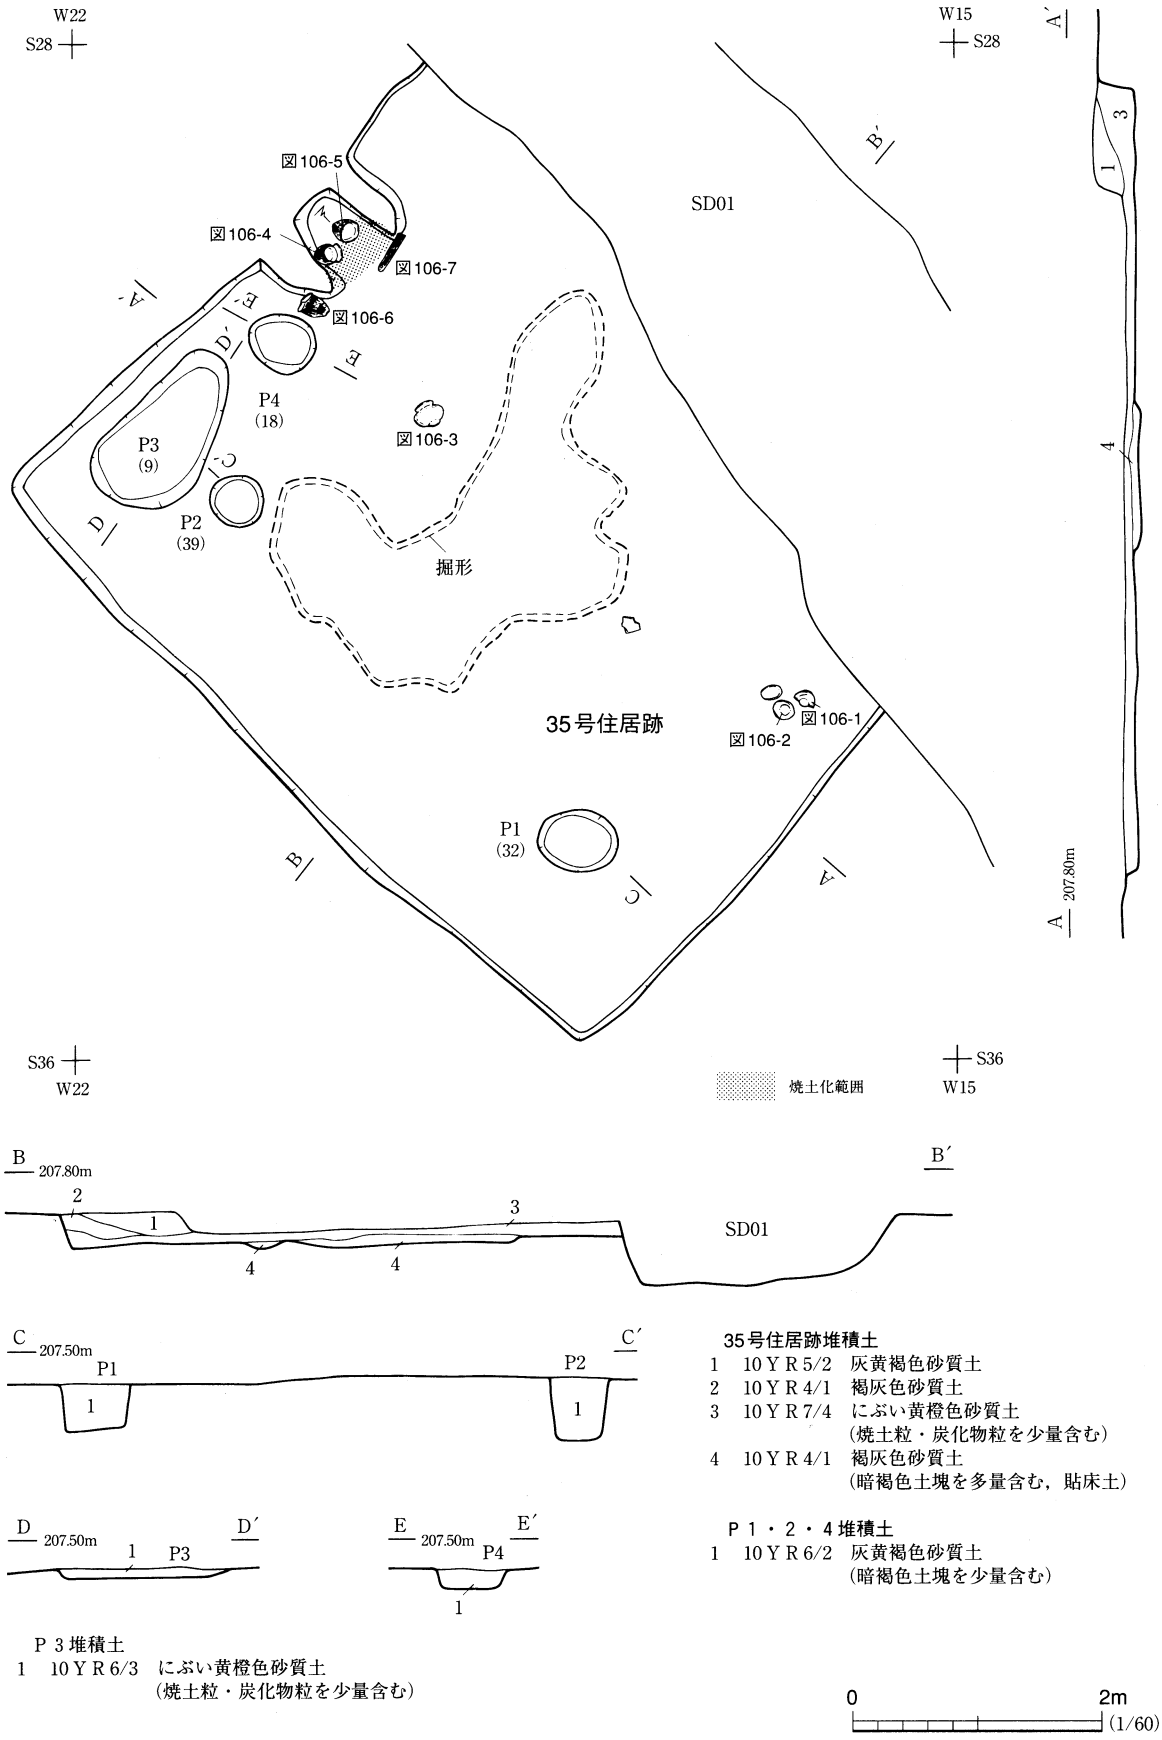 W22
S28
W15
S28
A′
B′
SD01
3
1
図106-5
図106-4
図106-7
図106-6
A′
E′
D′
E
P4
(18)
P3
(9)
C′
図106-3
D
P2
(39)
掘形
4
図106-1
図106-2
35号住居跡
P1
(32)
B
C
A
A
207.80m
S36
W22
S36
W15
焼土化範囲
B
207.80m
B′
2
1
3
SD01
4
4
C
207.50m
C′
P1
P2
1
1
35号住居跡堆積土
1 10YR5/2 灰黄褐色砂質土
2 10YR4/1 褐灰色砂質土
3 10YR7/4 にぶい黄橙色砂質土
(焼土粒・炭化物粒を少量含む)
4 10YR4/1 褐灰色砂質土
(暗褐色土塊を多量含む，貼床土)
D
207.50m
D′
1
P3
E
207.50m
E′
P4
1
P1・2・4堆積土
1 10YR6/2 灰黄褐色砂質土
(暗褐色土塊を少量含む)
P3堆積土
1 10YR6/3 にぶい黄橙色砂質土
(焼土粒・炭化物粒を少量含む)
0
2m
(1/60)